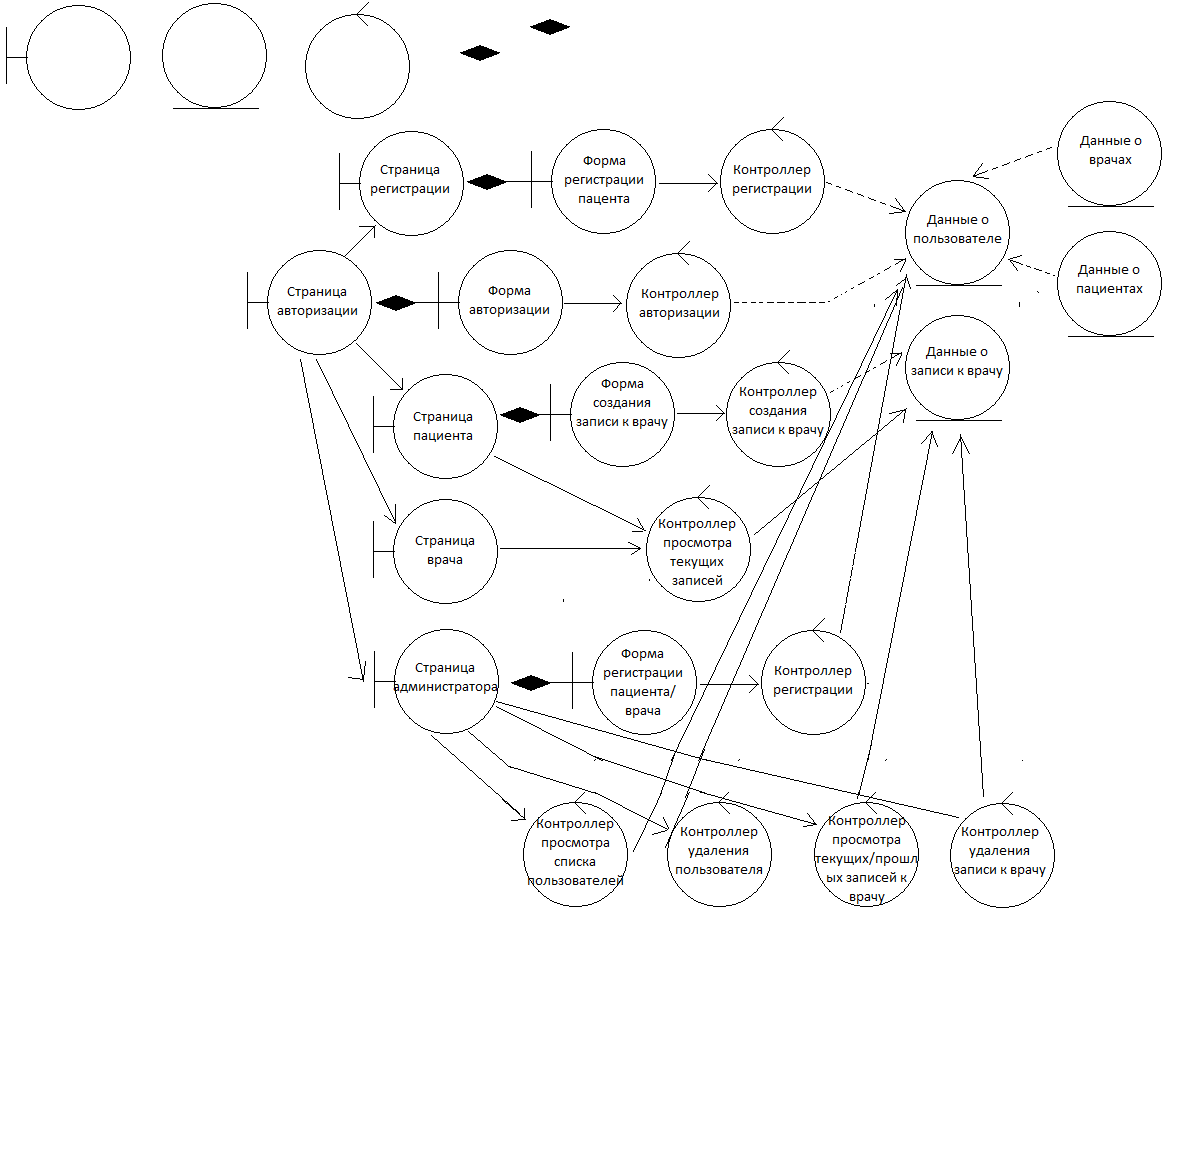 Страница
регистрации
Форма
регистрации
пацента
Контроллер
регистрации
Данные о
врачах
Данные о
пользователе
Данные о
пациентах
Страница
авторизации
Форма
авторизации
Контроллер
авторизации
Данные о
записи к врачу
Страница
пациента
Форма
создания
записи к врачу
Контроллер
создания
записи к врачу
Страница
врача
Контроллер
просмотра
текущих
записей
Страница
администратора
Форма
регистрации
пациента/
врача
Контроллер
регистрации
Контроллер
просмотра
списка
пользователей
Контроллер
удаления
пользователя
Контроллер
просмотра
текущих/прошл
ых записей к
врачу
Контроллер
удаления
записи к врачу